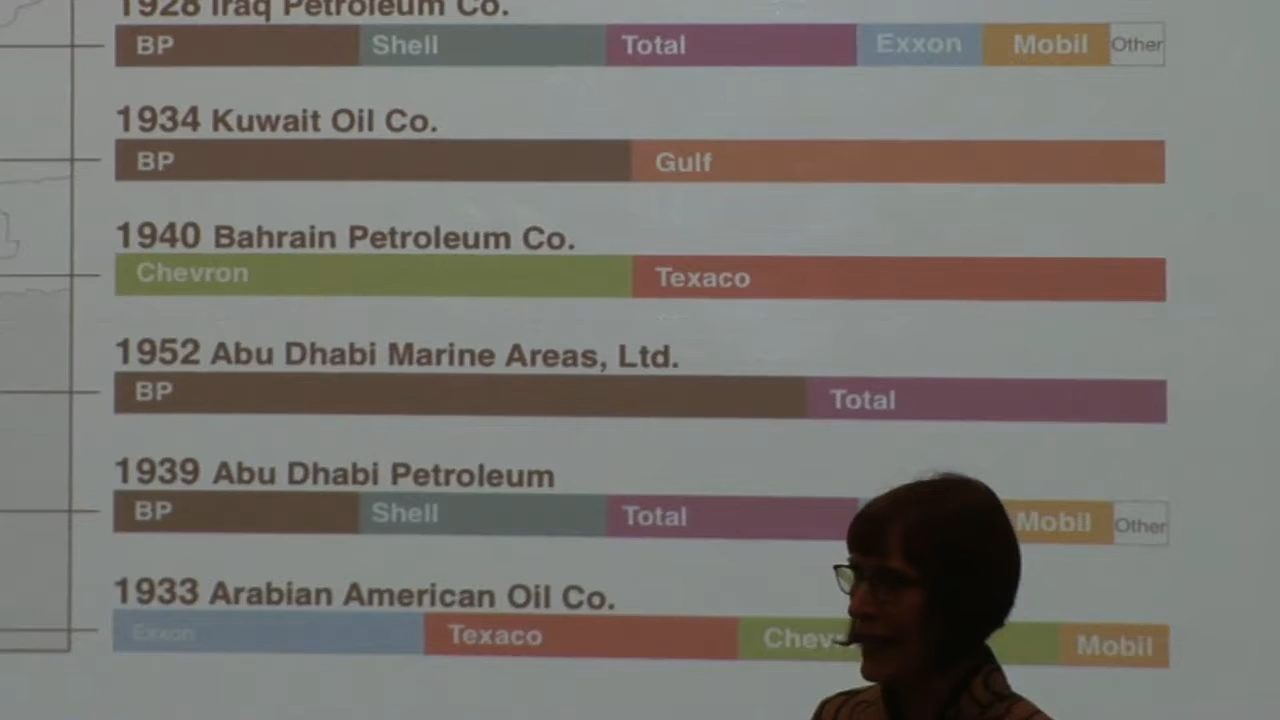 1928 Iraq Petroleum Co.
BP Shell Total Exxon Mobil Other
1934 Kuwait Oil Co.
BP Gulf
1940 Bahrain Petroleum Co.
Chevron Texaco
1952 Abu Dhabi Marine Areas, Ltd.
BP Total
1939 Abu Dhabi Petroleum
BP Shell Total Mobil Other
1933 Arabian American Oil Co.
Exxon Texaco Chev Mobil